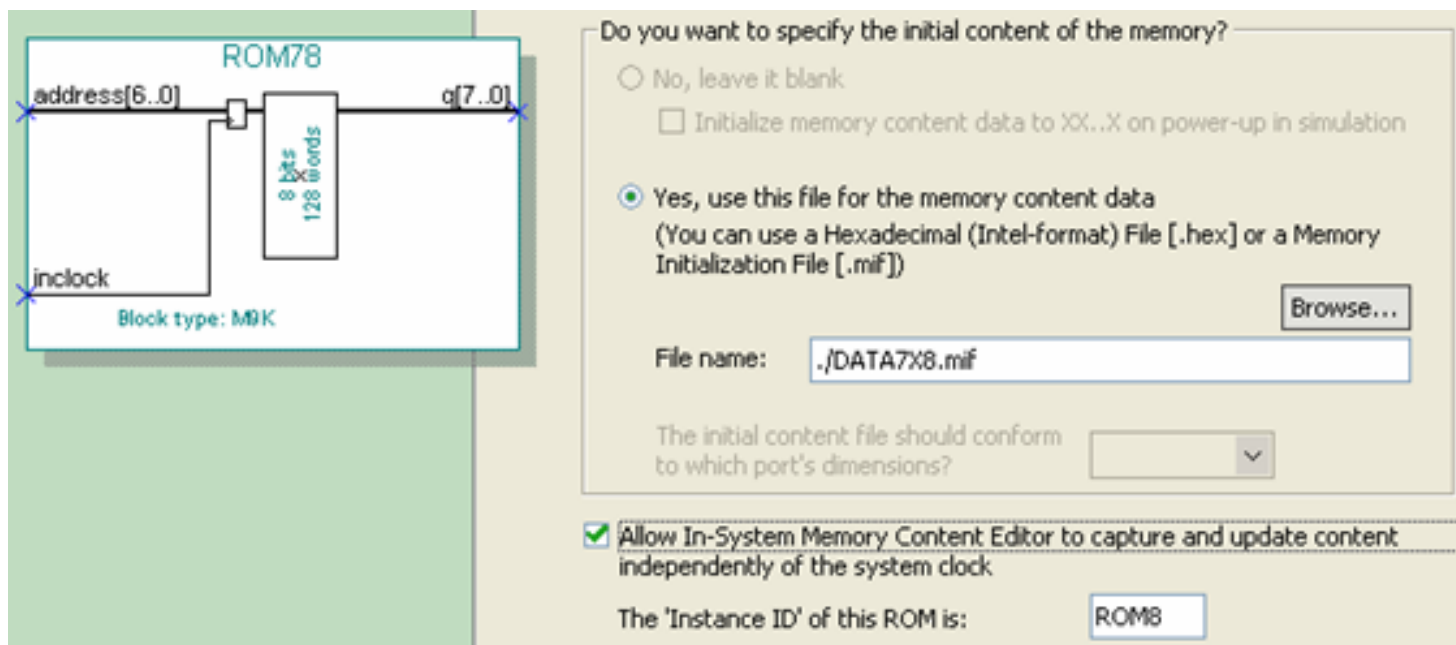 ROM78
address[6..0]
q[7..0]
8 bits
x
128 words
inclock
Block type: M9K
Do you want to specify the initial content of the memory?
No, leave it blank
Initialize memory content data to XX..X on power-up in simulation
Yes, use this file for the memory content data
(You can use a Hexadecimal (Intel-format) File [.hex] or a Memory
Initialization File [.mif])
Browse...
File name:
./DATA7X8.mif
The initial content file should conform
to which port's dimensions?
Allow In-System Memory Content Editor to capture and update content
independently of the system clock
The 'Instance ID' of this ROM is:
ROM8